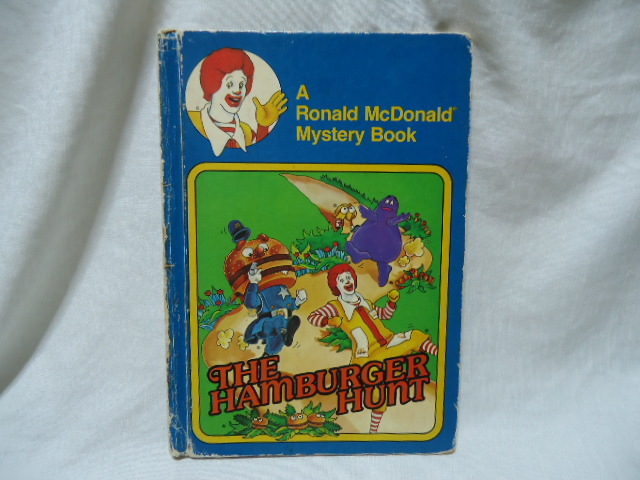 A
Ronald McDonald®
Mystery Book
THE
HAMBURGER
HUNT